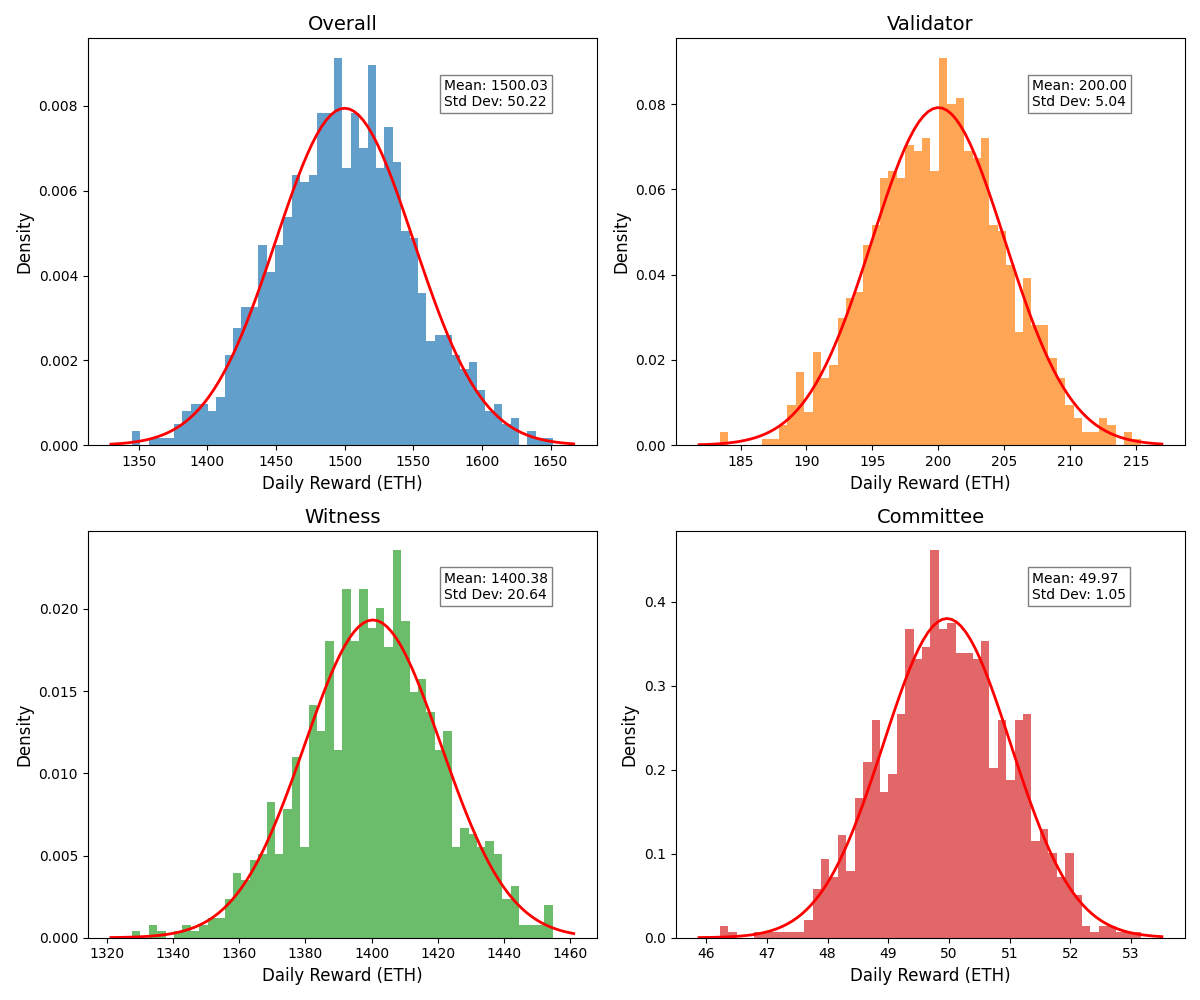 Overall
Mean: 1500.03
Std Dev: 50.22
0.008
0.006
0.004
0.002
0.000
Density
1350 1400 1450 1500 1550 1600 1650
Daily Reward (ETH)
Validator
Mean: 200.00
Std Dev: 5.04
0.08
0.06
0.04
0.02
0.00
Density
185 190 195 200 205 210 215
Daily Reward (ETH)
Witness
Mean: 1400.38
Std Dev: 20.64
0.020
0.015
0.010
0.005
0.000
Density
1320 1340 1360 1380 1400 1420 1440 1460
Daily Reward (ETH)
Committee
Mean: 49.97
Std Dev: 1.05
0.4
0.3
0.2
0.1
0.0
Density
46 47 48 49 50 51 52 53
Daily Reward (ETH)